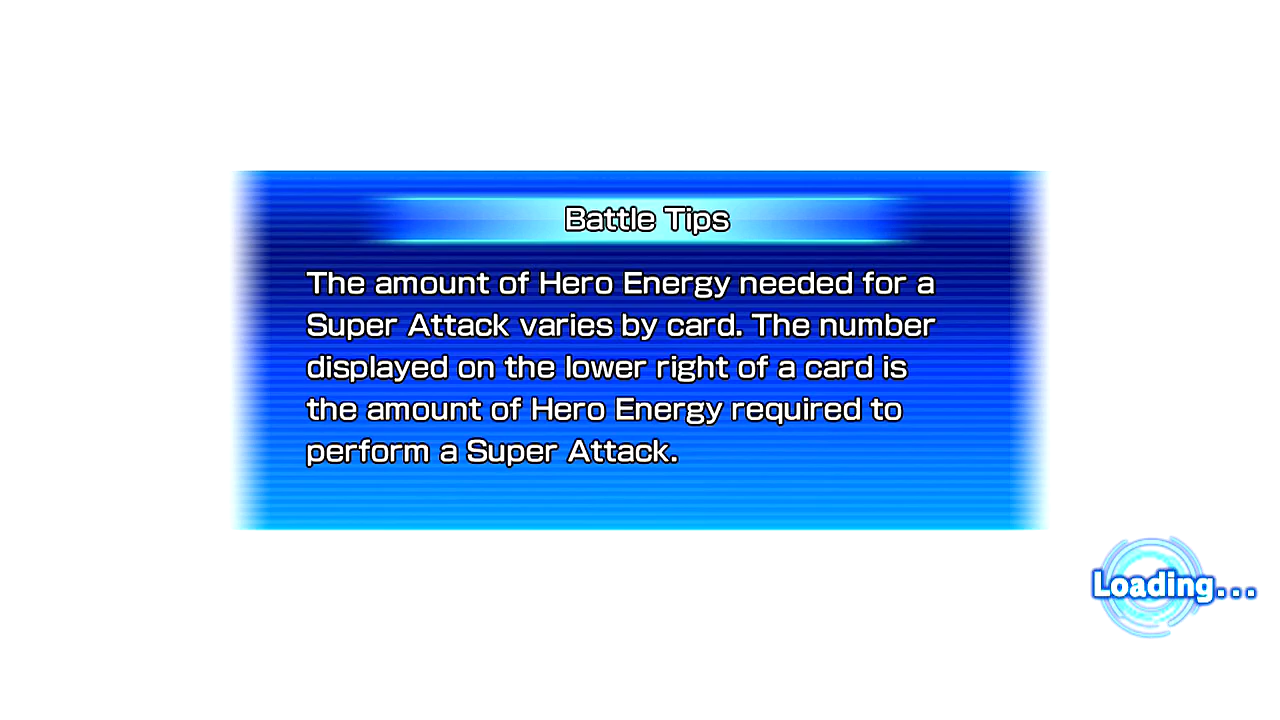 Battle Tips
The amount of Hero Energy needed for a
Super Attack varies by card. The number
displayed on the lower right of a card is
the amount of Hero Energy required to
perform a Super Attack.
Loading...